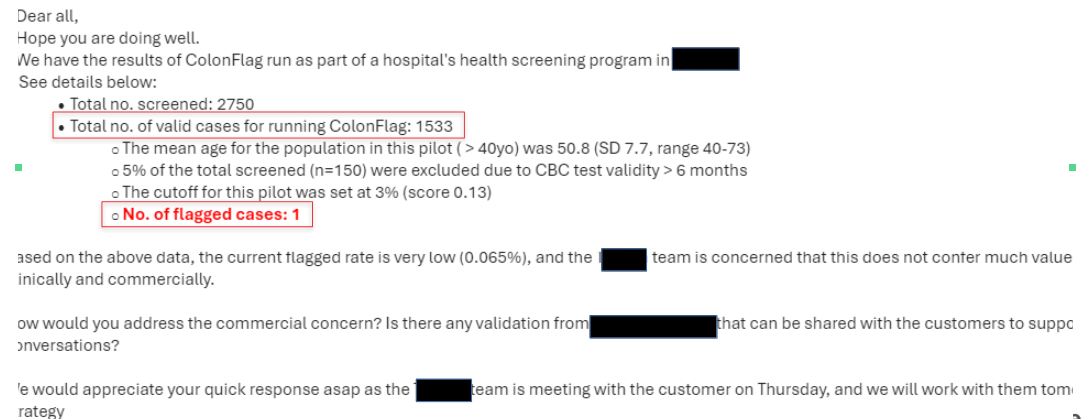 Dear all,
Hope you are doing well.
We have the results of ColonFlag run as part of a hospital's health screening program in
See details below:
• Total no. screened: 2750
• Total no. of valid cases for running ColonFlag: 1533
o The mean age for the population in this pilot ( > 40yo) was 50.8 (SD 7.7, range 40-73)
o 5% of the total screened (n=150) were excluded due to CBC test validity > 6 months
o The cutoff for this pilot was set at 3% (score 0.13)
o No. of flagged cases: 1
ased on the above data, the current flagged rate is very low (0.065%), and the team is concerned that this does not confer much value
inically and commercially.
ow would you address the commercial concern? Is there any validation from that can be shared with the customers to suppo
onversations?
We would appreciate your quick response asap as the team is meeting with the customer on Thursday, and we will work with them tom
rategy